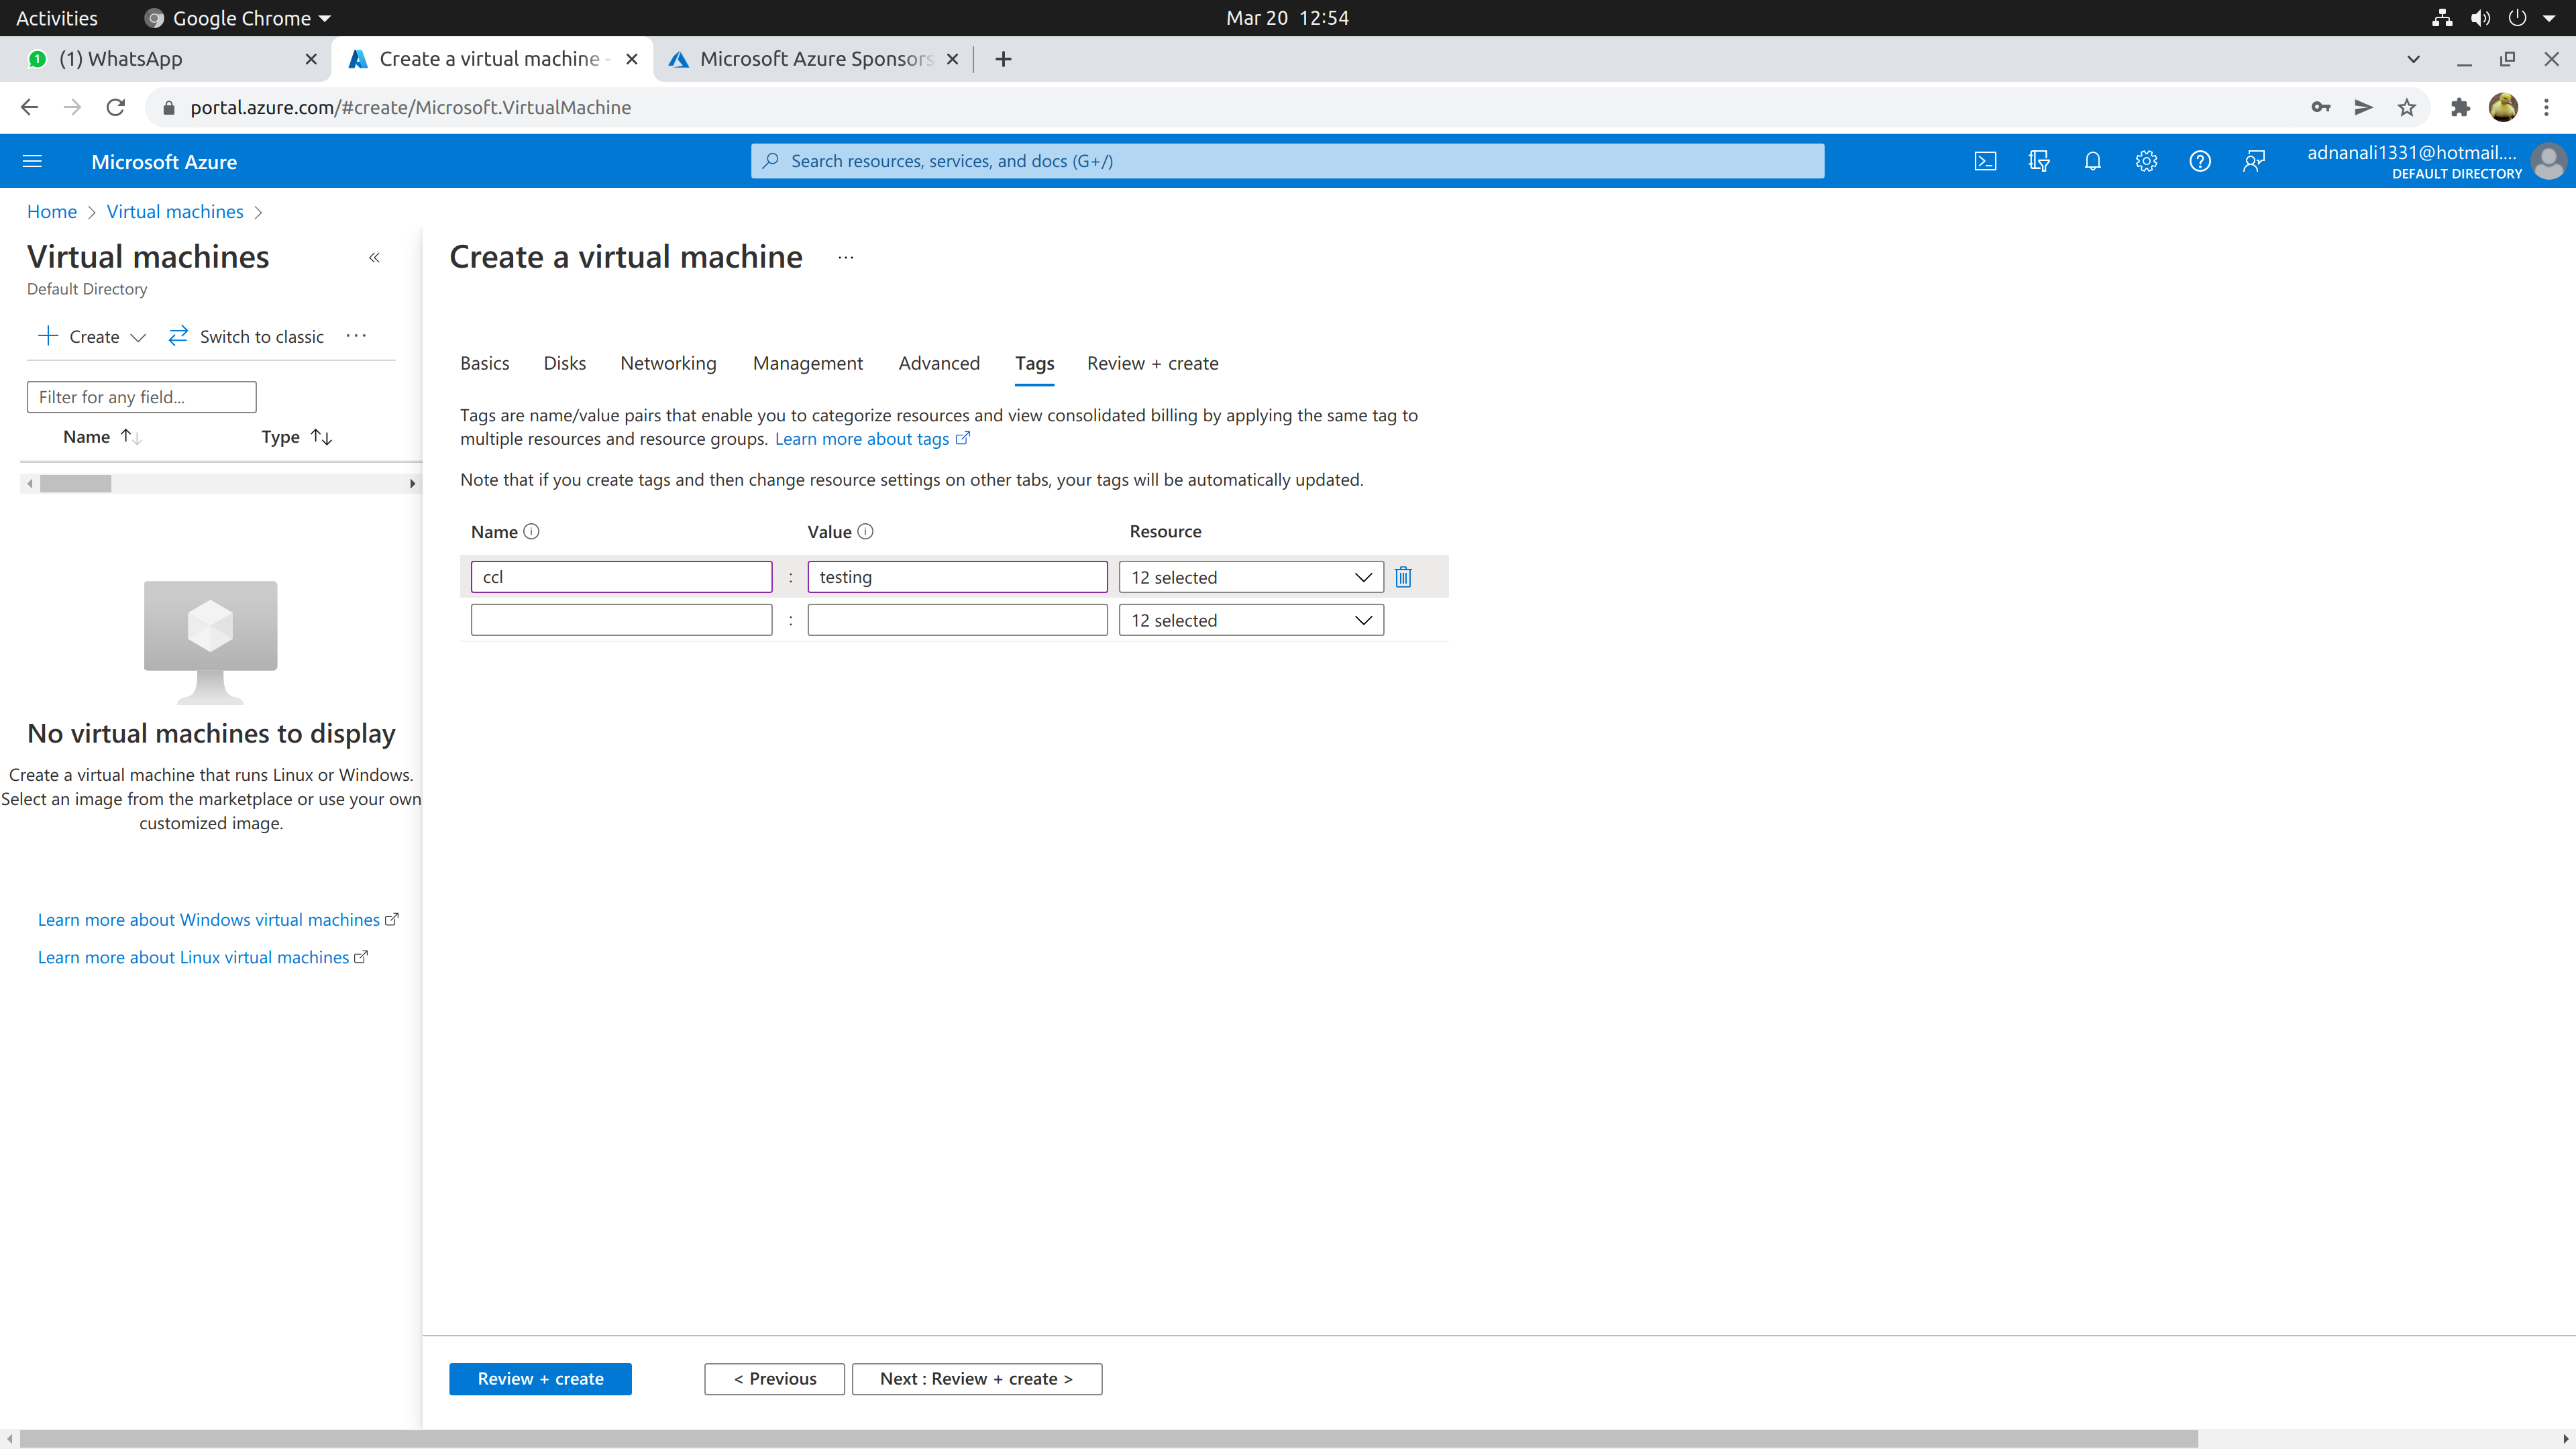 Activities
Google Chrome
Mar 20 12:54
1 (1) WhatsApp
Create a virtual machine -
Microsoft Azure Sponsors
portal.azure.com/#create/Microsoft.VirtualMachine
Microsoft Azure
Search resources, services, and docs (G+/)
adnanali1331@hotmail....
DEFAULT DIRECTORY
Home > Virtual machines >
Virtual machines
Default Directory
Create
Switch to classic
...
Filter for any field...
Name
Type
No virtual machines to display
Create a virtual machine that runs Linux or Windows.
Select an image from the marketplace or use your own
customized image.
Learn more about Windows virtual machines
Learn more about Linux virtual machines
Create a virtual machine
...
Basics
Disks
Networking
Management
Advanced
Tags
Review + create
Tags are name/value pairs that enable you to categorize resources and view consolidated billing by applying the same tag to
multiple resources and resource groups. Learn more about tags
Note that if you create tags and then change resource settings on other tabs, your tags will be automatically updated.
Name
Value
Resource
ccl : testing 12 selected
: 12 selected
Review + create
< Previous
Next : Review + create >